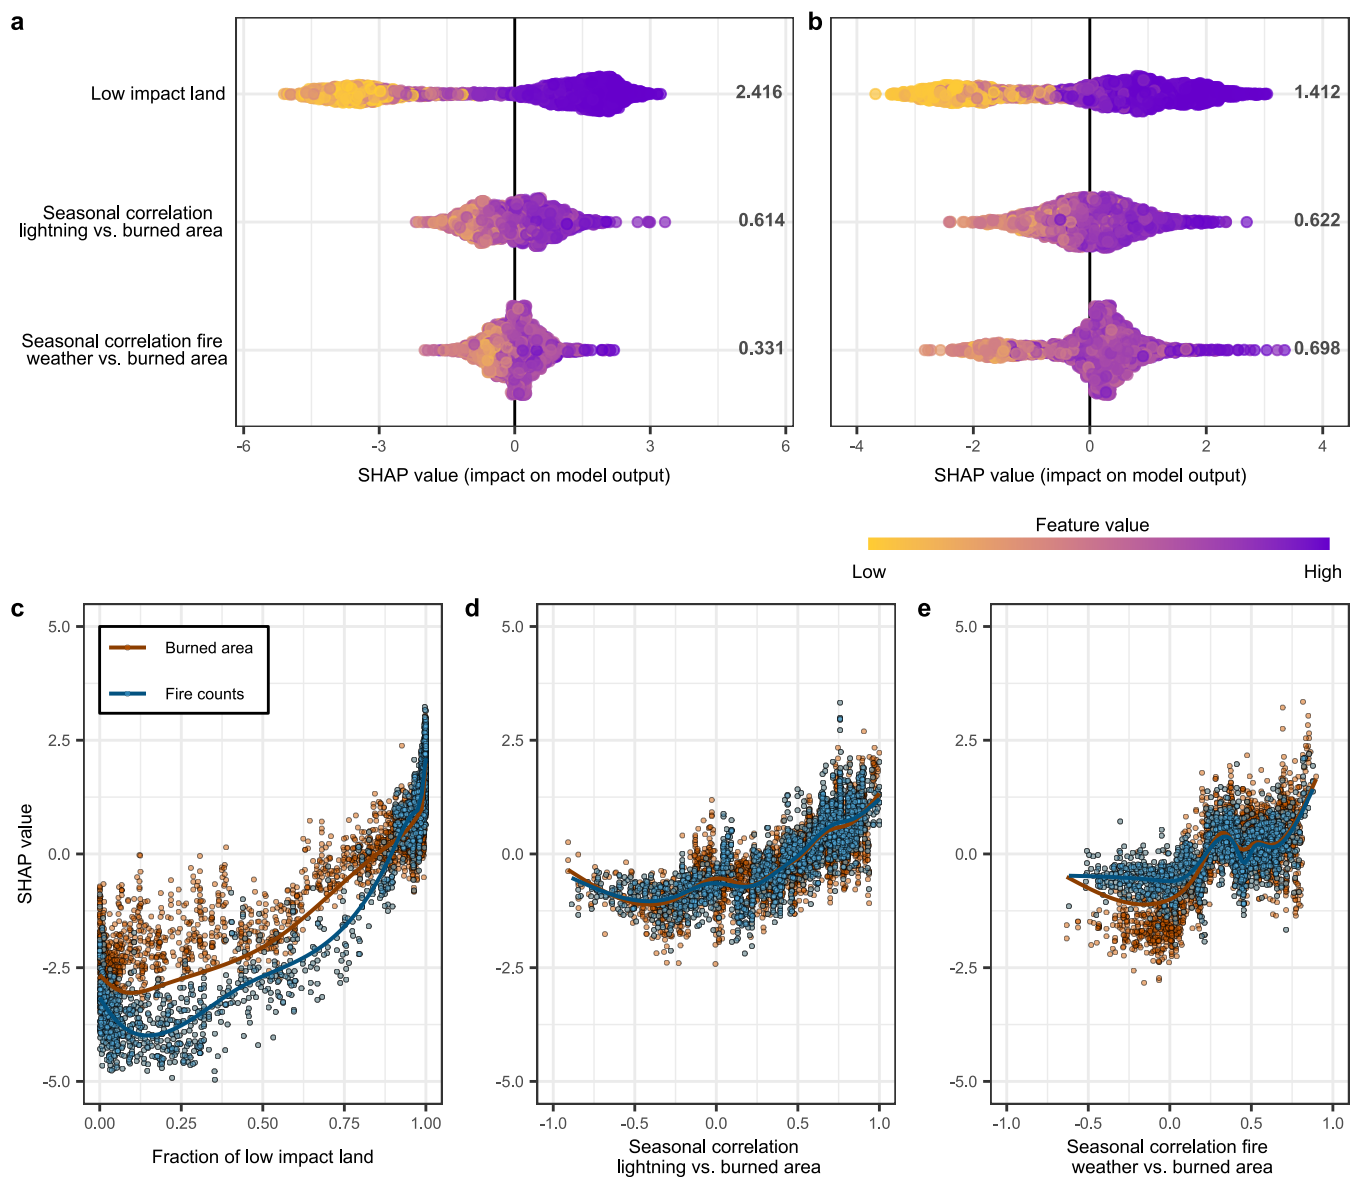 a
b
Low impact land
2.416
1.412
Seasonal correlation
lightning vs. burned area
0.614
0.622
Seasonal correlation fire
weather vs. burned area
0.331
0.698
-6
-3
0
3
6
-4
-2
0
2
4
SHAP value (impact on model output)
SHAP value (impact on model output)
Feature value
Low
High
c
d
e
5.0
2.5
0.0
-2.5
-5.0
SHAP value
Burned area
Fire counts
0.00
0.25
0.50
0.75
1.00
Fraction of low impact land
5.0
2.5
0.0
-2.5
-5.0
-1.0
-0.5
0.0
0.5
1.0
Seasonal correlation
lightning vs. burned area
5.0
2.5
0.0
-2.5
-5.0
-1.0
-0.5
0.0
0.5
1.0
Seasonal correlation fire
weather vs. burned area